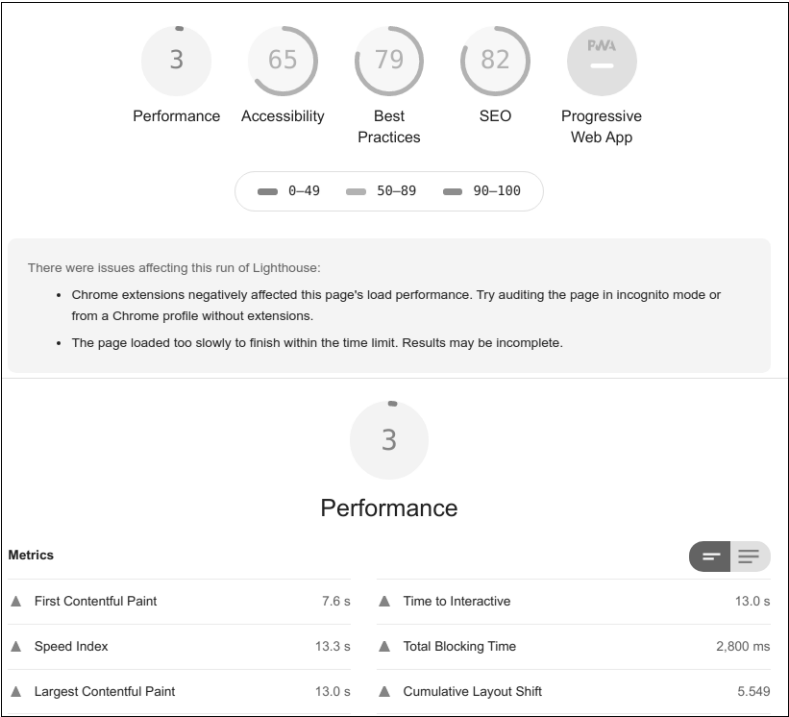 3
65
79
82
PWA
Performance
Accessibility
Best
Practices
SEO
Progressive
Web App
0–49
50–89
90–100
There were issues affecting this run of Lighthouse:
• Chrome extensions negatively affected this page's load performance. Try auditing the page in incognito mode or
from a Chrome profile without extensions.
• The page loaded too slowly to finish within the time limit. Results may be incomplete.
3
Performance
Metrics
First Contentful Paint 7.6 s
Time to Interactive 13.0 s
Speed Index 13.3 s
Total Blocking Time 2,800 ms
Largest Contentful Paint 13.0 s
Cumulative Layout Shift 5.549